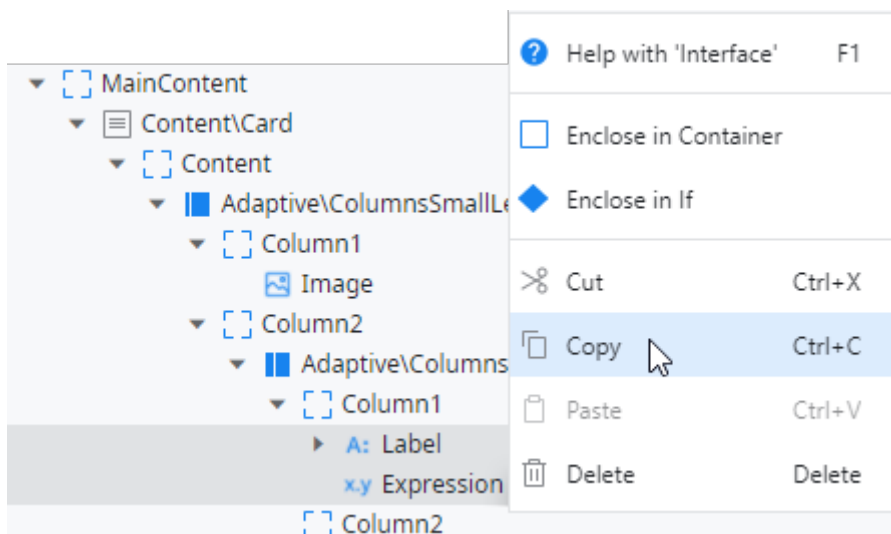 MainContent
Content\Card
Content
Adaptive\ColumnsSmallLe
Column1
Image
Column2
Adaptive\Columns
Column1
A: Label
x.y Expression
Column2
? Help with 'Interface' F1
Enclose in Container
Enclose in If
Cut Ctrl+X
Copy Ctrl+C
Paste Ctrl+V
Delete Delete